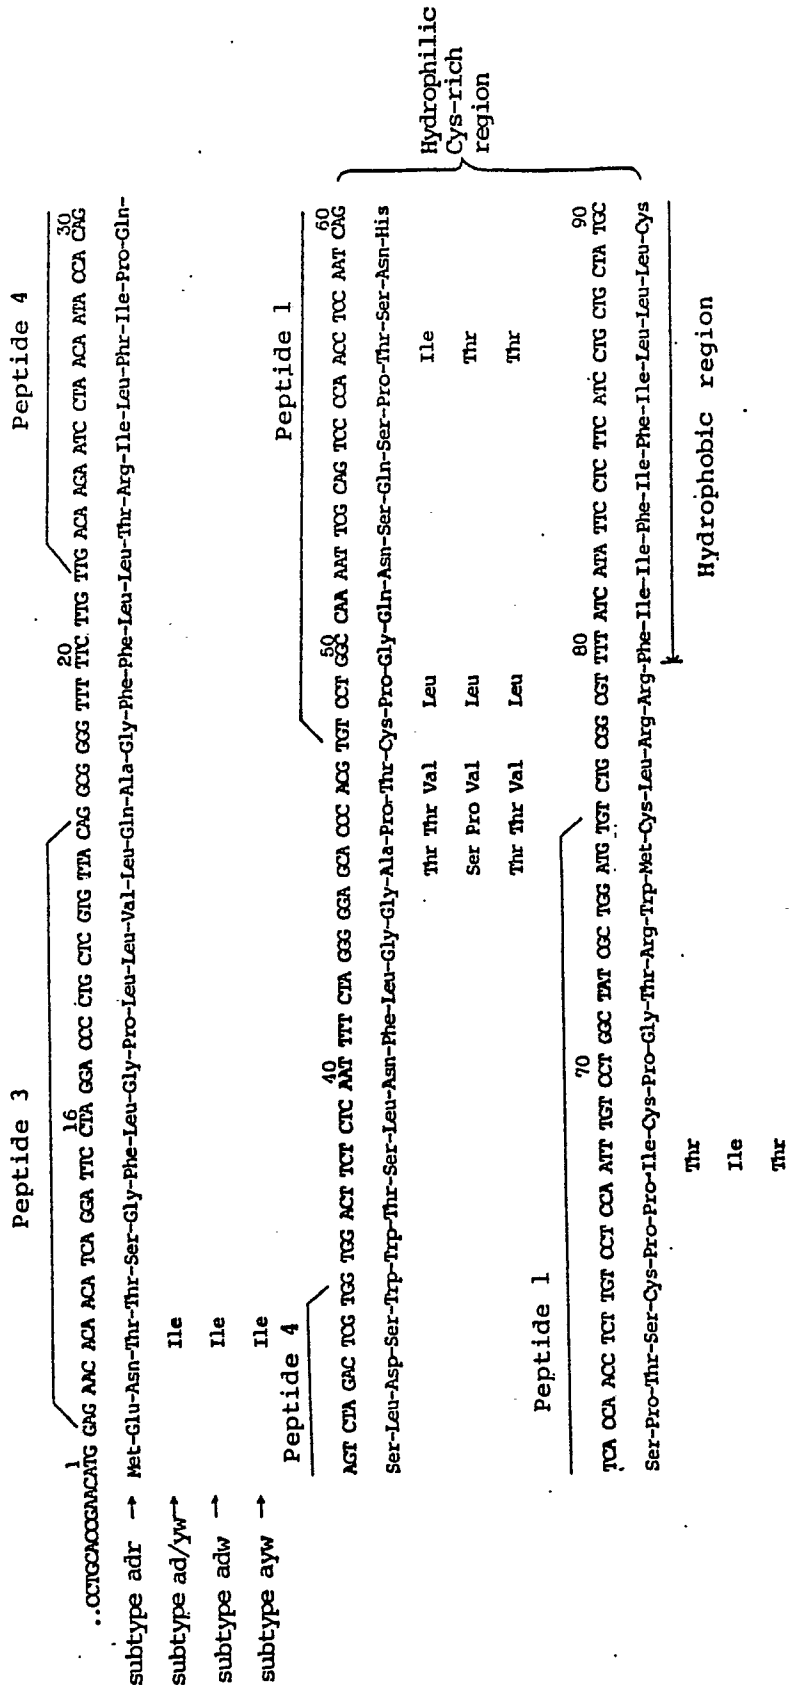 Peptide 3 Peptide 4
1 16 20 30
..CCTGCACCGAACATG GAG AAC ACA ACA TCA GGA TTC CTA GGA CCC CTG CTC GTG TTA CAG GCG GGG TTT TTC TTG TTG ACA AGA ATC CTA ACA ATA CCA CAG
subtype adr → Met-Glu-Asn-Thr-Thr-Ser-Gly-Phe-Leu-Gly-Pro-Leu-Leu-Val-Leu-Gln-Ala-Gly-Phe-Phe-Leu-Leu-Thr-Arg-Ile-Leu-Phr-Ile-Pro-Gln-
subtype ad/yw→ Ile
subtype adw → Ile
subtype ayw → Ile
Peptide 4 Peptide 1
40 50 60
AGT CTA GAC TCG TGG TGG ACT TCT CTC AAT TTT CTA GGG GGA GCA CCC ACG TGT CCT GGC CAA AAT TCG CAG TCC CCA ACC TCC AAT CAG
Ser-Leu-Asp-Ser-Trp-Trp-Thr-Ser-Leu-Asn-Phe-Leu-Gly-Gly-Ala-Pro-Thr-Cys-Pro-Gly-Gln-Asn-Ser-Gln-Ser-Pro-Thr-Ser-Asn-His
Thr Thr Val Leu Ile
Ser Pro Val Leu Thr
Thr Thr Val Leu Thr
Hydrophilic
Cys-rich
region
Peptide 1
70 80 90
TCA CCA ACC TCT TGT CCT CCA ATT TGT CCT GGC TAT CGC TGG ATG TGT CTG CGG CGT TTT ATC ATA TTC CTC TTC ATC CTG CTG CTA TGC
Ser-Pro-Thr-Ser-Cys-Pro-Pro-Ile-Cys-Pro-Gly-Thr-Arg-Trp-Met-Cys-Leu-Arg-Arg-Phe-Ile-Ile-Phe-Ile-Phe-Ile-Leu-Leu-Leu-Cys
Thr
Ile
Thr
Hydrophobic region